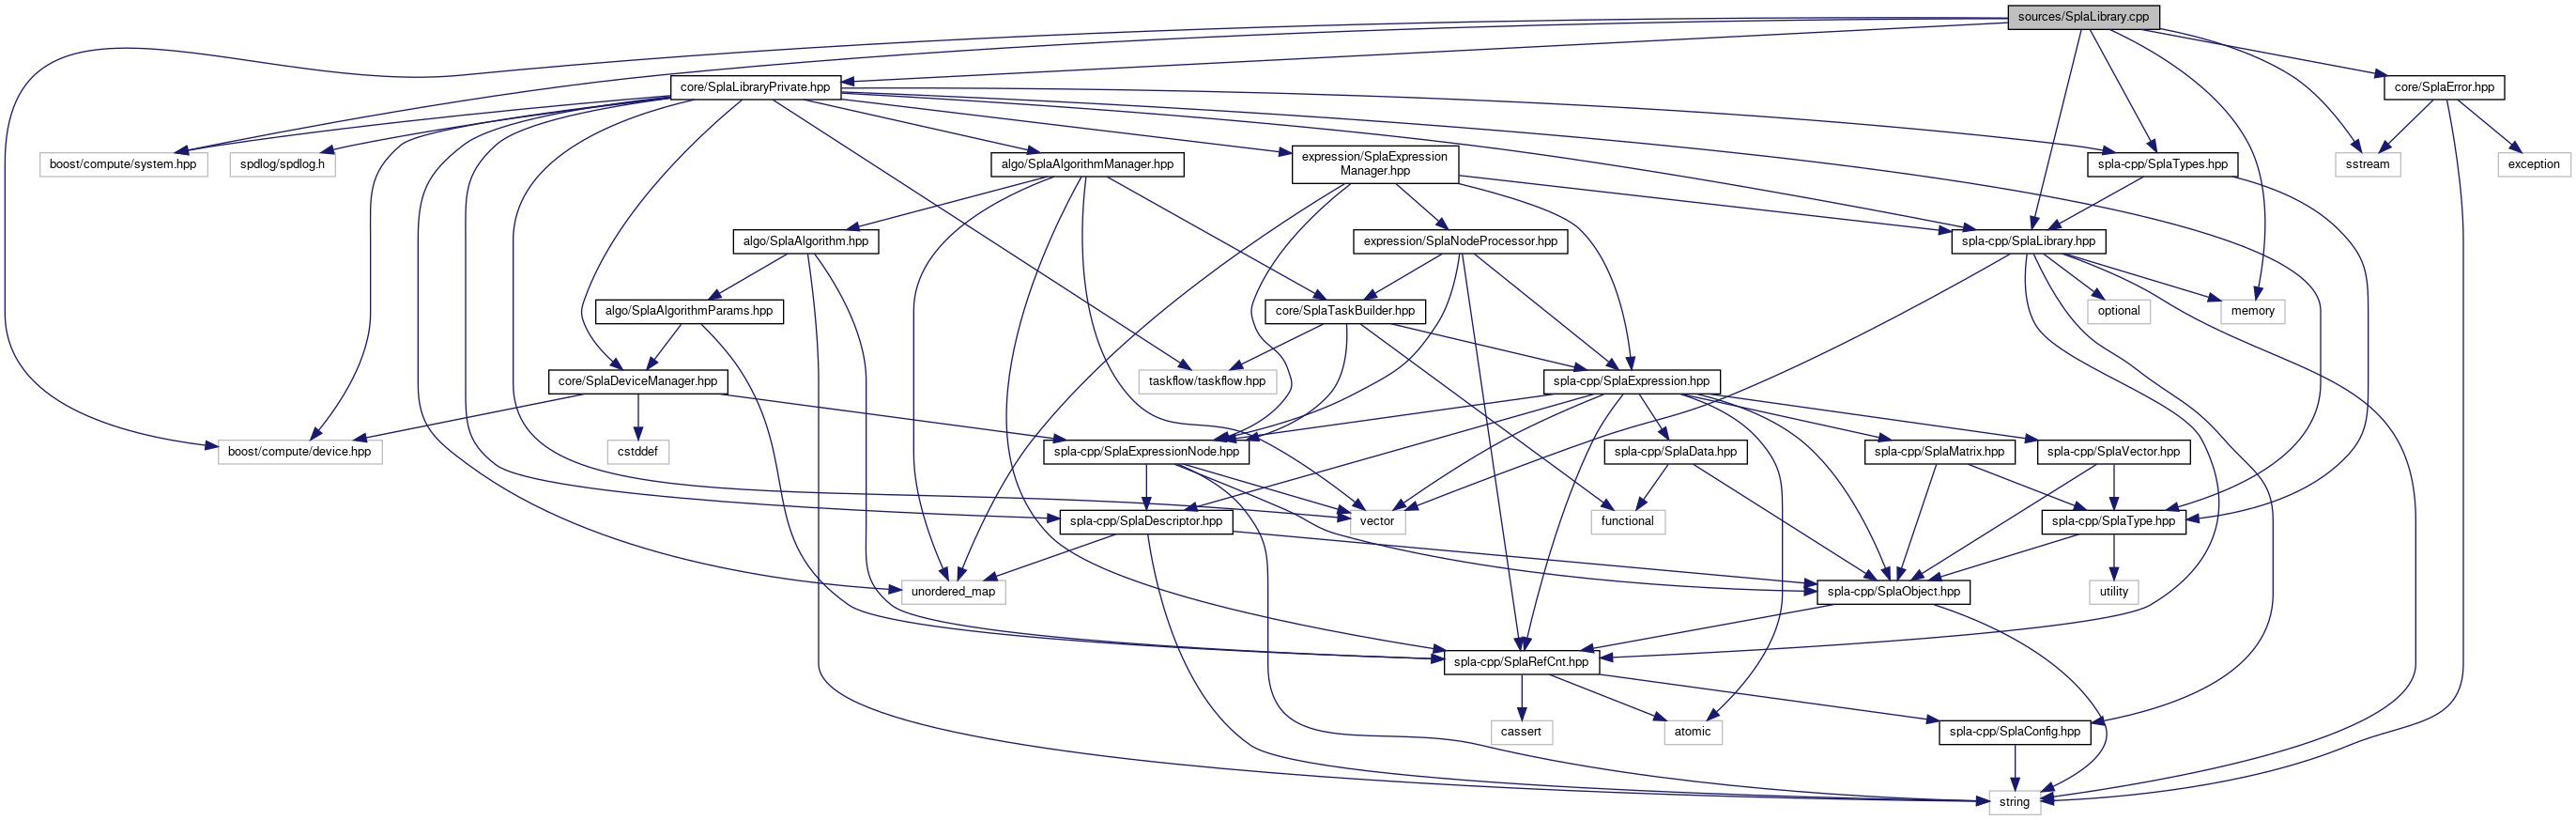 sources/SplaLibrary.cpp
core/SplaLibraryPrivate.hpp
core/SplaError.hpp
boost/compute/system.hpp
spdlog/spdlog.h
algo/SplaAlgorithmManager.hpp
expression/SplaExpression
Manager.hpp
spla-cpp/SplaTypes.hpp
sstream
exception
algo/SplaAlgorithm.hpp
expression/SplaNodeProcessor.hpp
spla-cpp/SplaLibrary.hpp
algo/SplaAlgorithmParams.hpp
core/SplaTaskBuilder.hpp
optional
memory
core/SplaDeviceManager.hpp
taskflow/taskflow.hpp
spla-cpp/SplaExpression.hpp
boost/compute/device.hpp
cstddef
spla-cpp/SplaExpressionNode.hpp
spla-cpp/SplaData.hpp
spla-cpp/SplaMatrix.hpp
spla-cpp/SplaVector.hpp
spla-cpp/SplaDescriptor.hpp
vector
functional
spla-cpp/SplaType.hpp
unordered_map
spla-cpp/SplaObject.hpp
utility
spla-cpp/SplaRefCnt.hpp
cassert
atomic
spla-cpp/SplaConfig.hpp
string